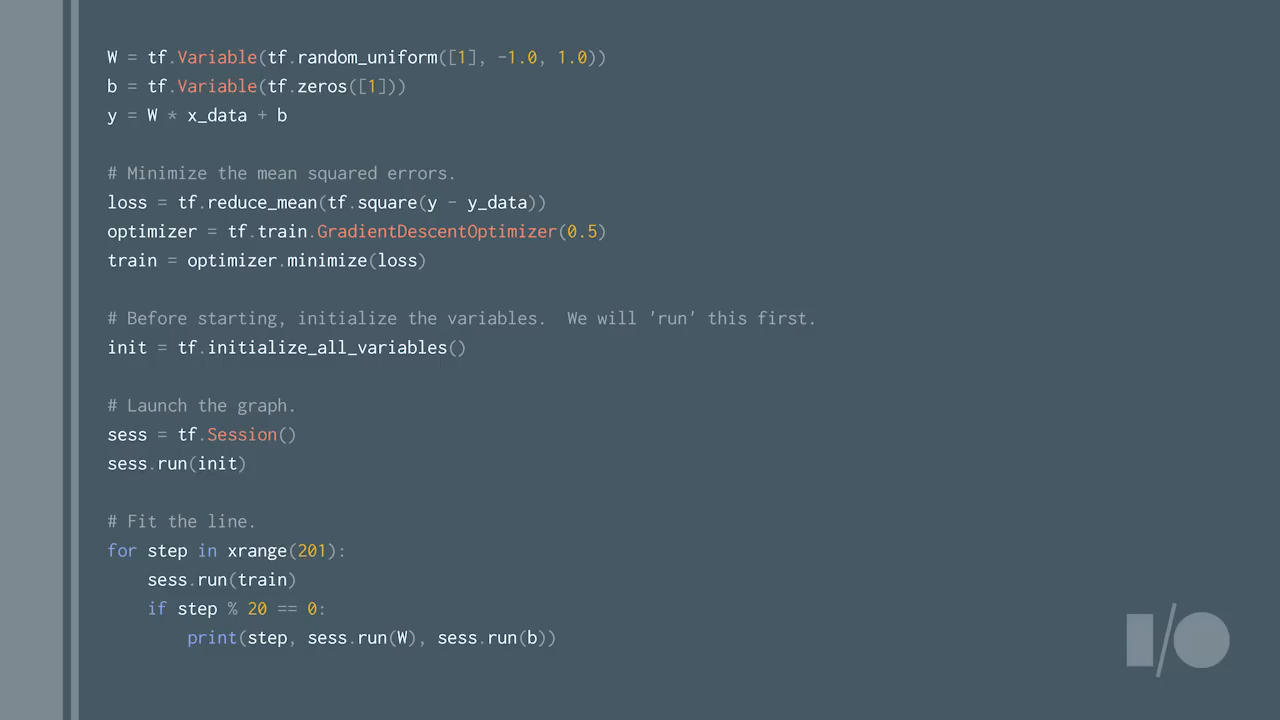 W = tf.Variable(tf.random_uniform([1], -1.0, 1.0))
b = tf.Variable(tf.zeros([1]))
y = W * x_data + b
# Minimize the mean squared errors.
loss = tf.reduce_mean(tf.square(y - y_data))
optimizer = tf.train.GradientDescentOptimizer(0.5)
train = optimizer.minimize(loss)
# Before starting, initialize the variables.  We will 'run' this first.
init = tf.initialize_all_variables()
# Launch the graph.
sess = tf.Session()
sess.run(init)
# Fit the line.
for step in xrange(201):
    sess.run(train)
    if step % 20 == 0:
        print(step, sess.run(W), sess.run(b))
I/O